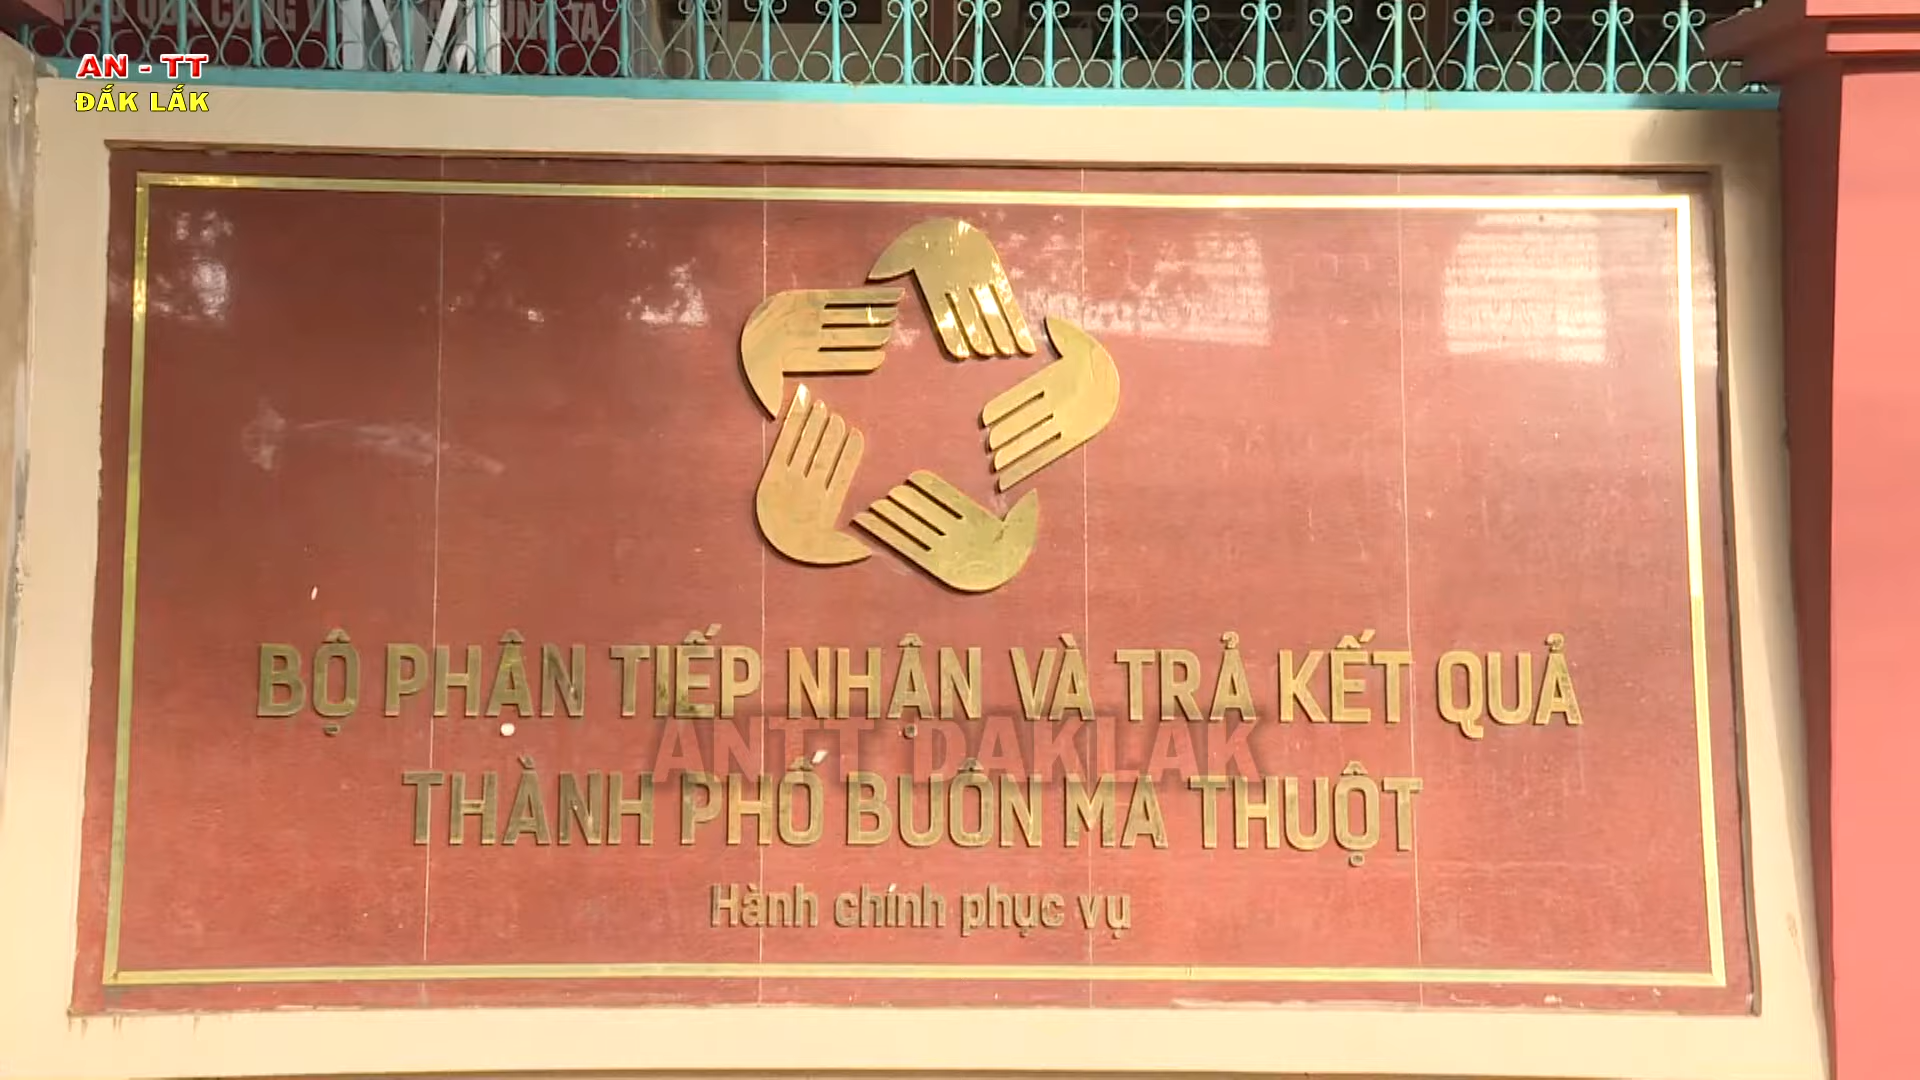 AN - TT
ĐẮK LẮK
BỘ PHẬN TIẾP NHẬN VÀ TRẢ KẾT QUẢ
ANTT DAKLAK
THÀNH PHỐ BUÔN MA THUỘT
Hành chính phục vụ